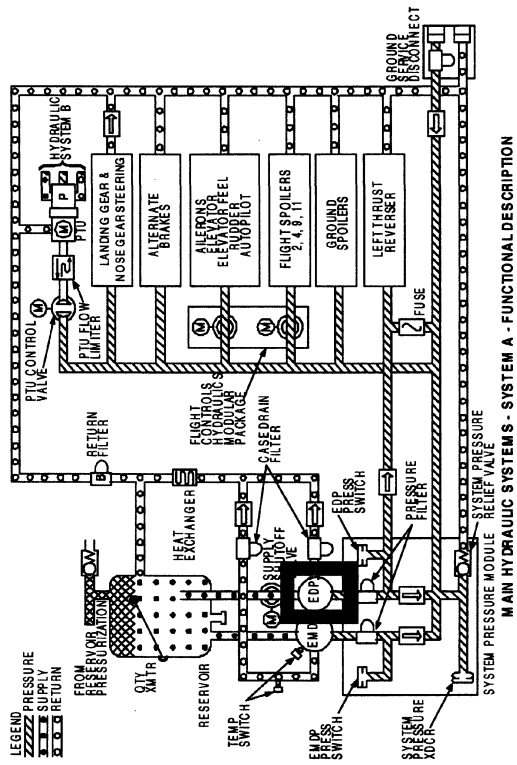 LEGEND
PRESSURE
SUPPLY
RETURN
FROM
RESERVOIR
PRESSURIZATION
QTY
XMTR
RESERVOIR
TEMP
SWITCH
EMDP
PRESS
SWITCH
SYSTEM
PRESSURE
XDCR
RETURN
FILTER
B
HEAT
EXCHANGER
SUPPLY
M
EDP
CASE DRAIN
FILTER
EDP
PRESS
SWITCH
PRESSURE
FILTER
SYSTEM PRESSURE
RELIEF VALVE
SYSTEM PRESSURE MODULE
PTU CONTROL
VALVE
M
PTU FLOW
LIMITER
M
PTU
P
HYDRAULIC
SYSTEM B
FLIGHT
CONTROLS
HYDRAULICS
MODULAR
PACKAGE
M
M
LANDING GEAR &
NOSE GEAR STEERING
ALTERNATE
BRAKES
AILERONS
ELEVATOR
ELEVATOR FEEL
RUDDER
AUTOPILOT
FLIGHT SPOILERS
2, 4, 9, 11
GROUND
SPOILERS
LEFT THRUST
REVERSER
FUSE
GROUND
SERVICE
DISCONNECT
MAIN HYDRAULIC SYSTEMS - SYSTEM A - FUNCTIONAL DESCRIPTION